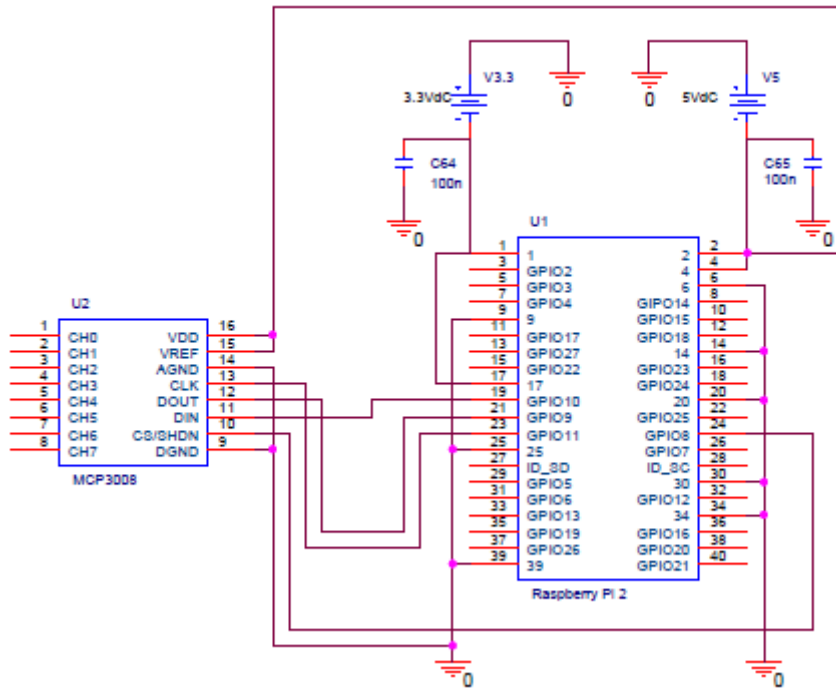 V3.3
3.3VdC
0
V5
5VdC
0
C64
100n
0
C65
100n
0
U1
1 1 2 2
3 GPIO2 4 4
5 GPIO3 6 6
7 GPIO4 GIPO14 8
9 9 GPIO15 10
11 GPIO17 GPIO18 12
13 GPIO27 14 14
15 GPIO22 GPIO23 16
17 17 GPIO24 18
19 GPIO10 20 20
21 GPIO9 GPIO25 22
23 GPIO11 GPIO8 24
25 25 GPIO7 26
27 ID_SD ID_SC 28
29 GPIO5 30 30
31 GPIO6 GPIO12 32
33 GPIO13 34 34
35 GPIO19 GPIO16 36
37 GPIO26 GPIO20 38
39 39 GPIO21 40
Raspberry Pi 2
U2
1 CH0 VDD 16
2 CH1 VREF 15
3 CH2 AGND 14
4 CH3 CLK 13
5 CH4 DOUT 12
6 CH5 DIN 11
7 CH6 CS/SHDN 10
8 CH7 DGND 9
MCP3008
0
0